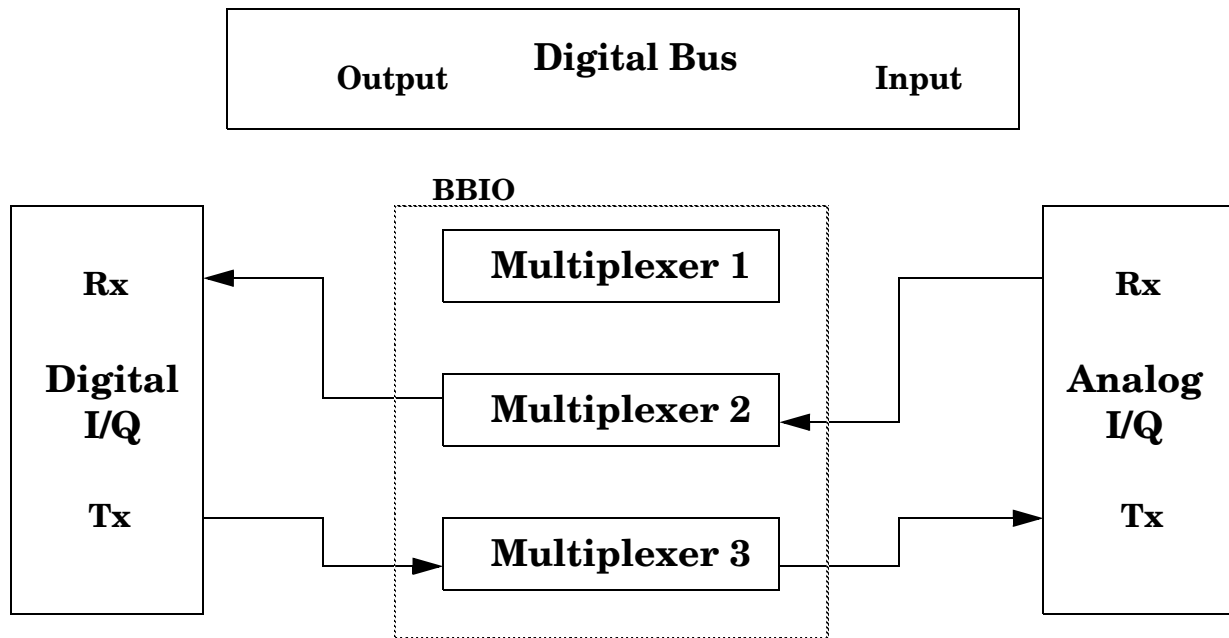 Digital Bus
Output
Input
BBIO
Multiplexer 1
Rx
Rx
Digital
I/Q
Multiplexer 2
Analog
I/Q
Tx
Tx
Multiplexer 3